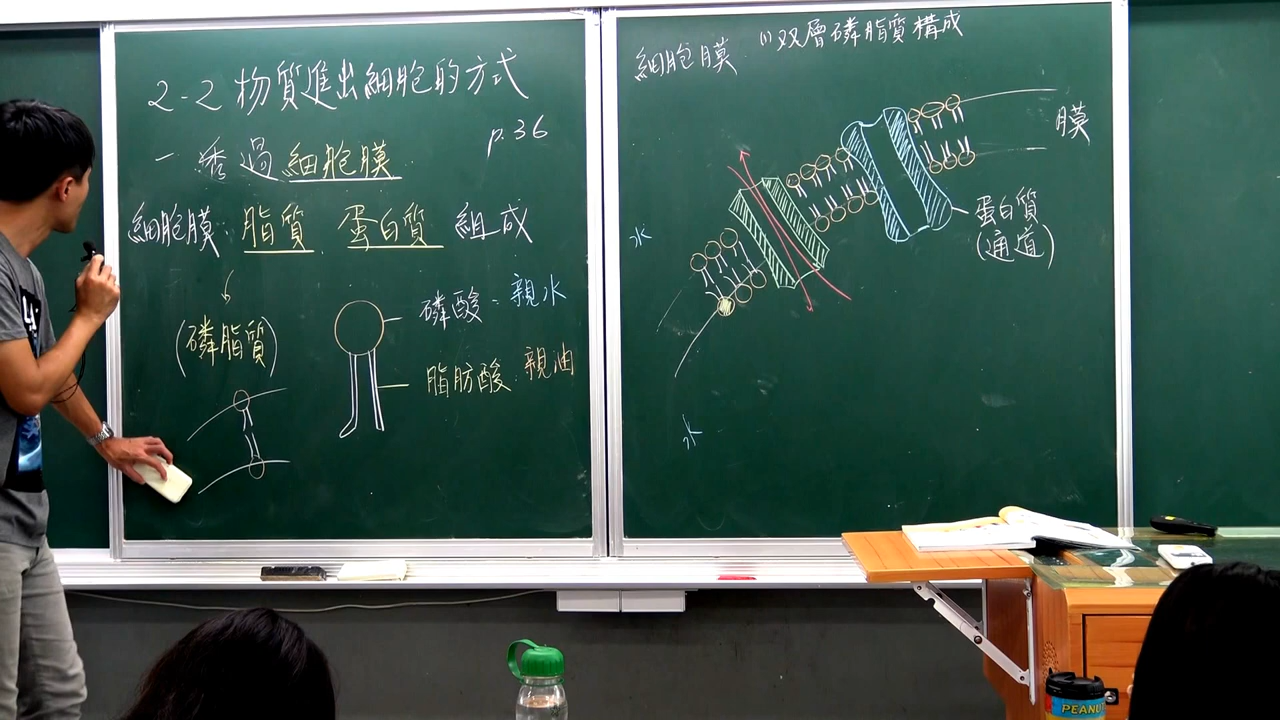 2-2 物質進出細胞的方式
p.36
一 透過細胞膜
細胞膜: 脂質 蛋白質 組成
(磷脂質)
磷酸: 親水
脂肪酸: 親油
細胞膜 (1) 双層磷脂質構成
膜
蛋白質
(通道)
水
水
PEANU